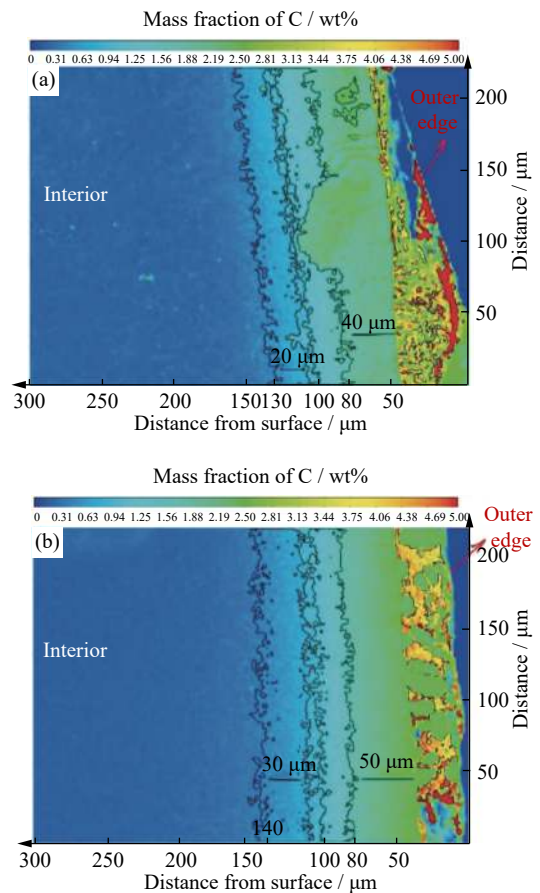 Mass fraction of C / wt%
0 0.31 0.63 0.94 1.25 1.56 1.88 2.19 2.50 2.81 3.13 3.44 3.75 4.06 4.38 4.69 5.00
(a)
Outer
edge
200
150
Interior
100
50
40 μm
20 μm
Distance / μm
300 250 200 150 130 100 80 50
Distance from surface / μm
Mass fraction of C / wt%
0 0.31 0.63 0.94 1.25 1.56 1.88 2.19 2.50 2.81 3.13 3.44 3.75 4.06 4.38 4.69 5.00
(b)
Outer
edge
200
150
Interior
100
50
30 μm
50 μm
140
Distance / μm
300 250 200 100 80 50
Distance from surface / μm